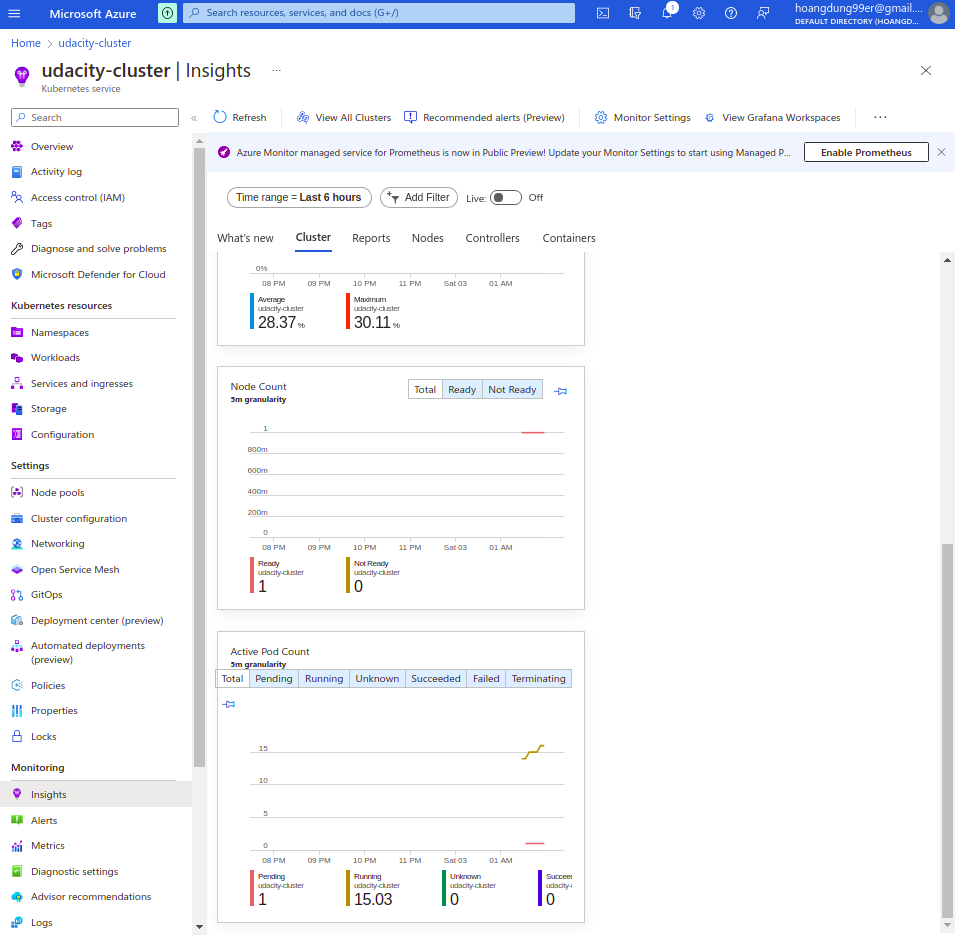 Microsoft Azure
Search resources, services, and docs (G+/)
1
hoangdung99er@gmail....
DEFAULT DIRECTORY (HOANGD...
Home > udacity-cluster
udacity-cluster | Insights ...
Kubernetes service
Search
«
Refresh
View All Clusters
Recommended alerts (Preview)
Monitor Settings
View Grafana Workspaces
...
Overview
Activity log
Access control (IAM)
Tags
Diagnose and solve problems
Microsoft Defender for Cloud
Kubernetes resources
Namespaces
Workloads
Services and ingresses
Storage
Configuration
Settings
Node pools
Cluster configuration
Networking
Open Service Mesh
GitOps
Deployment center (preview)
Automated deployments
(preview)
Policies
Properties
Locks
Monitoring
Insights
Alerts
Metrics
Diagnostic settings
Advisor recommendations
Logs
Azure Monitor managed service for Prometheus is now in Public Preview! Update your Monitor Settings to start using Managed P...
Enable Prometheus
Time range = Last 6 hours
Add Filter
Live:
Off
What's new
Cluster
Reports
Nodes
Controllers
Containers
0%
08 PM 09 PM 10 PM 11 PM Sat 03 01 AM
Average
udacity-cluster
28.37 %
Maximum
udacity-cluster
30.11 %
Node Count
5m granularity
Total Ready Not Ready
1
800m
600m
400m
200m
0
08 PM 09 PM 10 PM 11 PM Sat 03 01 AM
Ready
udacity-cluster
1
Not Ready
udacity-cluster
0
Active Pod Count
5m granularity
Total Pending Running Unknown Succeeded Failed Terminating
15
10
5
0
08 PM 09 PM 10 PM 11 PM Sat 03 01 AM
Pending
udacity-cluster
1
Running
udacity-cluster
15.03
Unknown
udacity-cluster
0
Succeed
udacity-c
0